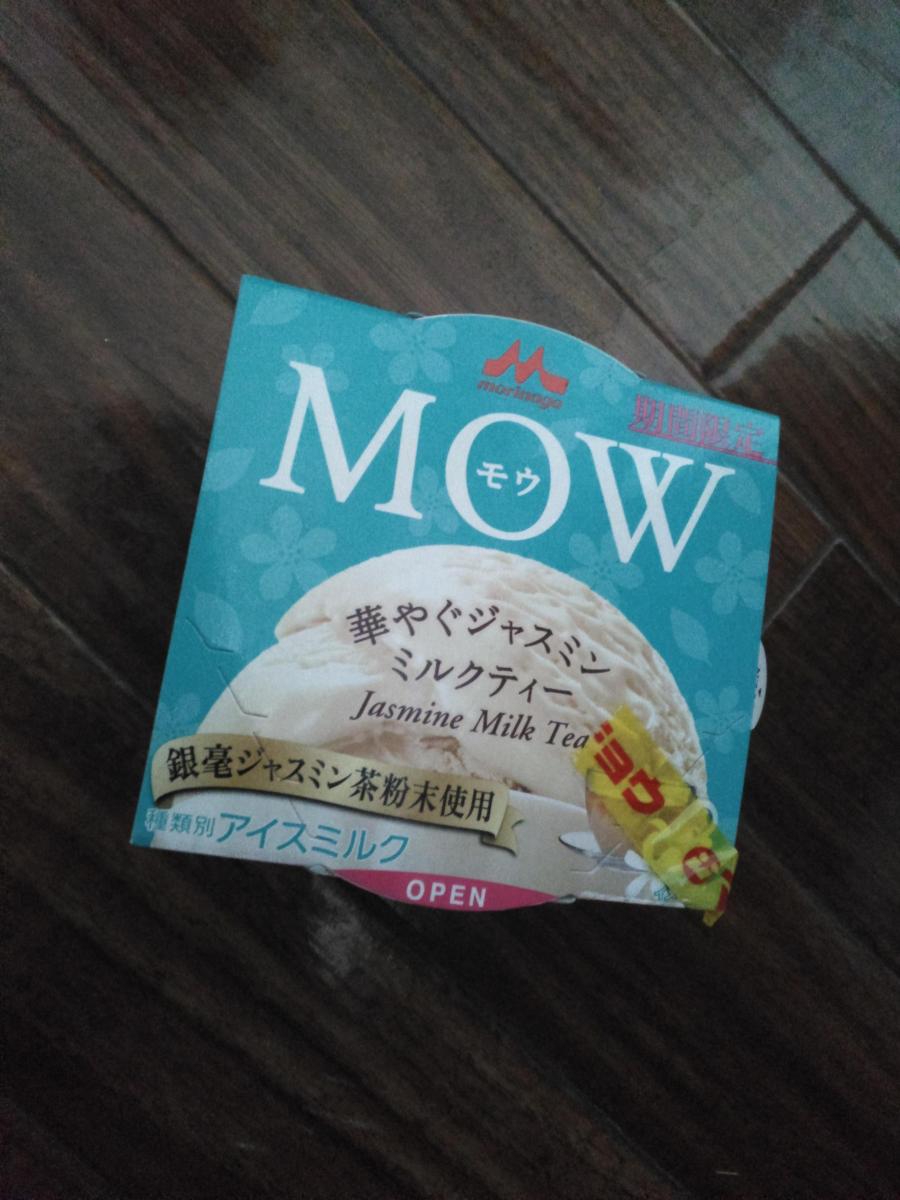 morinaga
期間限定
MOW
モウ
華やぐジャスミン
ミルクティー
Jasmine Milk Tea
銀毫ジャスミン茶粉末使用
種類別アイスミルク
OPEN
ヨウ